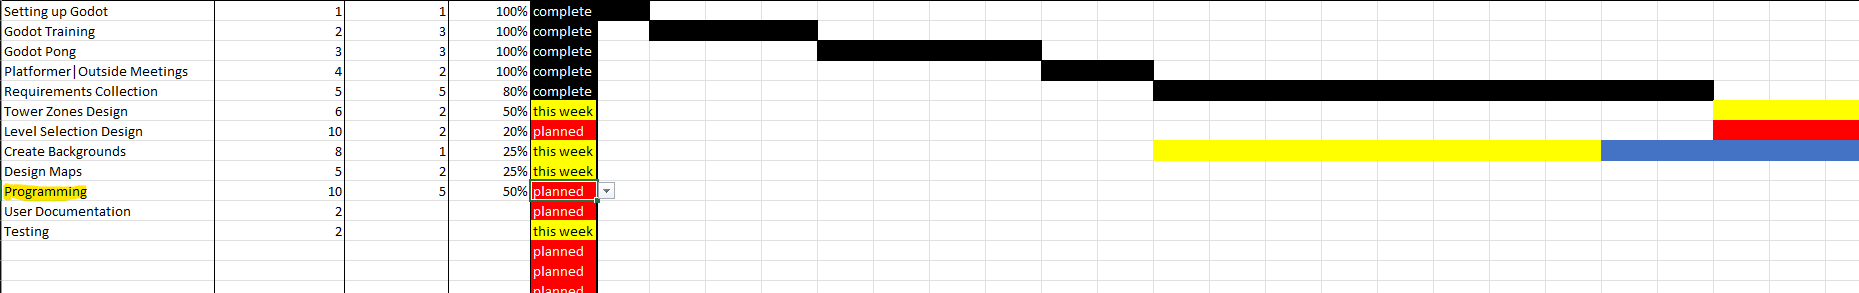 Setting up Godot 1 1 100% complete
Godot Training 2 3 100% complete
Godot Pong 3 3 100% complete
Platformer|Outside Meetings 4 2 100% complete
Requirements Collection 5 5 80% complete
Tower Zones Design 6 2 50% this week
Level Selection Design 10 2 20% planned
Create Backgrounds 8 1 25% this week
Design Maps 5 2 25% this week
Programming 10 5 50% planned
User Documentation 2 planned
Testing 2 this week
planned
planned
planned